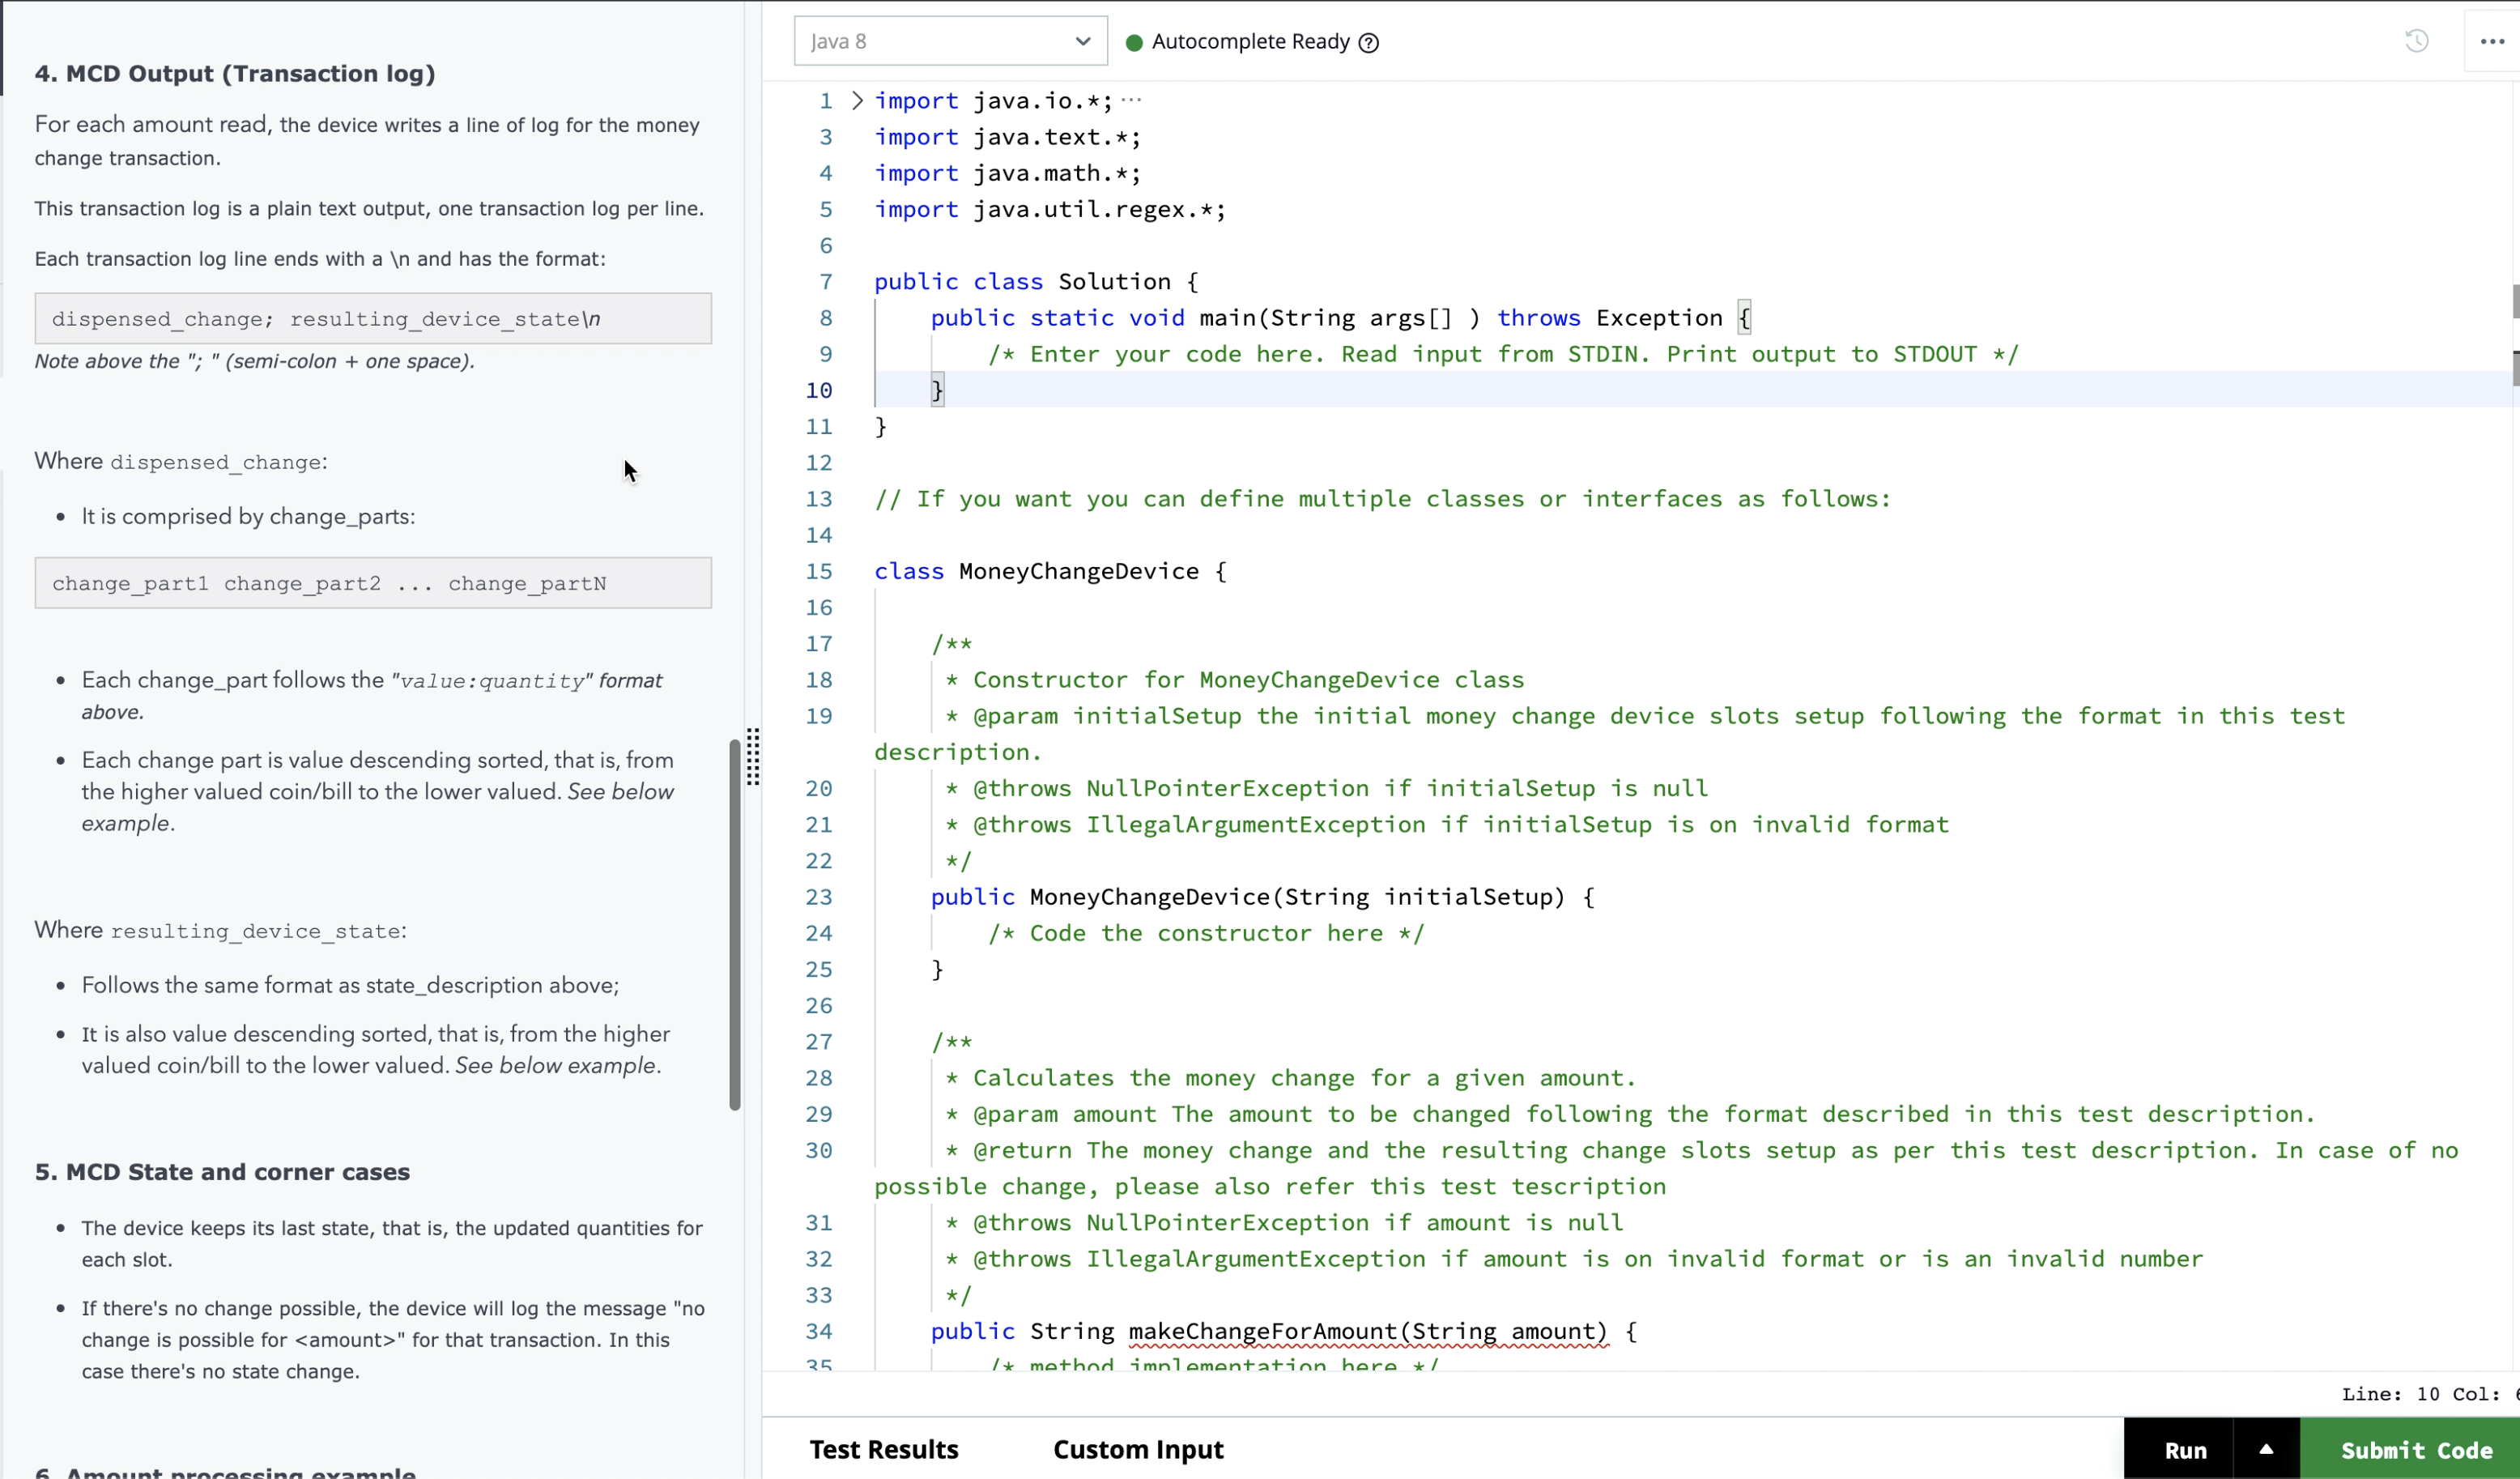 4. MCD Output (Transaction log)
For each amount read, the device writes a line of log for the money
change transaction.
This transaction log is a plain text output, one transaction log per line.
Each transaction log line ends with a \n and has the format:
dispensed_change; resulting_device_state\n
Note above the "; " (semi-colon + one space).
Where dispensed_change:
• It is comprised by change_parts:
change_part1 change_part2 ... change_partN
• Each change_part follows the "value:quantity" format
above.
• Each change part is value descending sorted, that is, from
the higher valued coin/bill to the lower valued. See below
example.
Where resulting_device_state:
• Follows the same format as state_description above;
• It is also value descending sorted, that is, from the higher
valued coin/bill to the lower valued. See below example.
5. MCD State and corner cases
• The device keeps its last state, that is, the updated quantities for
each slot.
• If there's no change possible, the device will log the message "no
change is possible for <amount>" for that transaction. In this
case there's no state change.
6. Amount processing example
Java 8
Autocomplete Ready
1 import java.io.*; ...
3 import java.text.*;
4 import java.math.*;
5 import java.util.regex.*;
6
7 public class Solution {
8 public static void main(String args[] ) throws Exception {
9 /* Enter your code here. Read input from STDIN. Print output to STDOUT */
10 }
11 }
12
13 // If you want you can define multiple classes or interfaces as follows:
14
15 class MoneyChangeDevice {
16
17 /**
18 * Constructor for MoneyChangeDevice class
19 * @param initialSetup the initial money change device slots setup following the format in this test
description.
20 * @throws NullPointerException if initialSetup is null
21 * @throws IllegalArgumentException if initialSetup is on invalid format
22 */
23 public MoneyChangeDevice(String initialSetup) {
24 /* Code the constructor here */
25 }
26
27 /**
28 * Calculates the money change for a given amount.
29 * @param amount The amount to be changed following the format described in this test description.
30 * @return The money change and the resulting change slots setup as per this test description. In case of no
possible change, please also refer this test tescription
31 * @throws NullPointerException if amount is null
32 * @throws IllegalArgumentException if amount is on invalid format or is an invalid number
33 */
34 public String makeChangeForAmount(String amount) {
35 /* method implementation here */
Line: 10 Col:
Test Results
Custom Input
Run
Submit Code